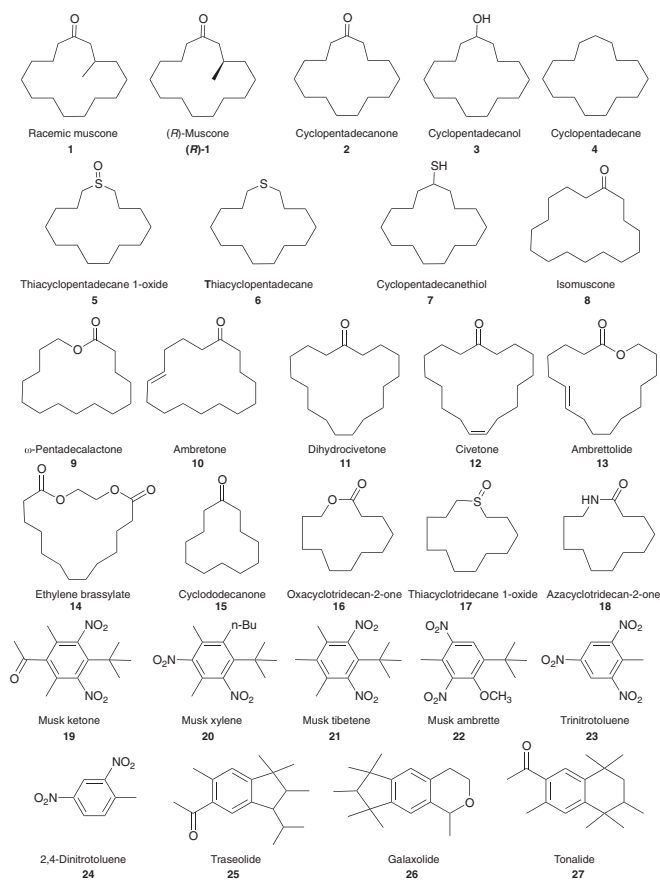 O O O OH
Racemic muscone (R)-Muscone Cyclopentadecanone Cyclopentadecanol Cyclopentadecane
1 (R)-1 2 3 4
O S S SH O
Thiacyclopentadecane 1-oxide Thiacyclopentadecane Cyclopentadecanethiol Isomuscone
5 6 7 8
O O O O O O O
ω-Pentadecalactone Ambretone Dihydrocivetone Civetone Ambrettolide
9 10 11 12 13
O O O O O O O S O HN O
Ethylene brassylate Cyclododecanone Oxacyclotridecan-2-one Thiacyclotridecane 1-oxide Azacyclotridecan-2-one
14 15 16 17 18
O NO2 NO2 O2N n-Bu NO2 NO2 NO2 O2N O2N OCH3 O2N NO2 NO2
Musk ketone Musk xylene Musk tibetene Musk ambrette Trinitrotoluene
19 20 21 22 23
O2N NO2 O O O
2,4-Dinitrotoluene Traseolide Galaxolide Tonalide
24 25 26 27